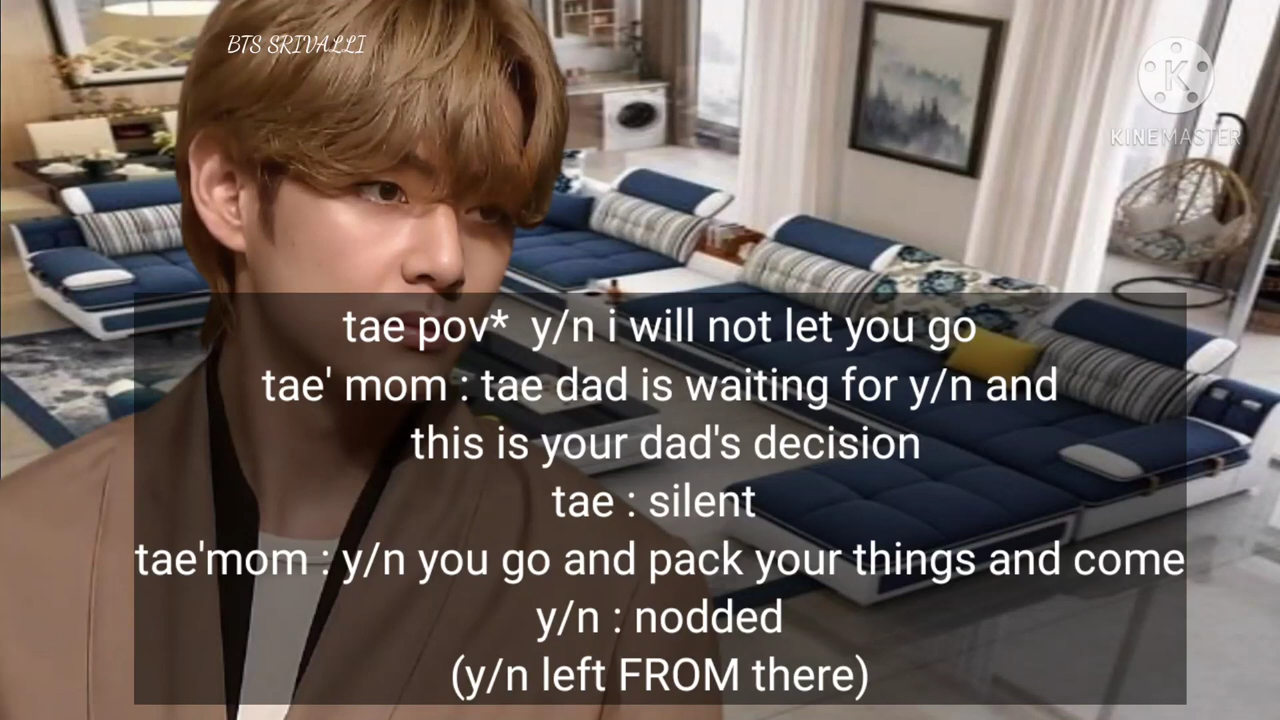 BTS SRIVALLI
K
KINEMASTER
tae pov* y/n i will not let you go
tae' mom : tae dad is waiting for y/n and
this is your dad's decision
tae : silent
tae'mom : y/n you go and pack your things and come
y/n : nodded
(y/n left FROM there)